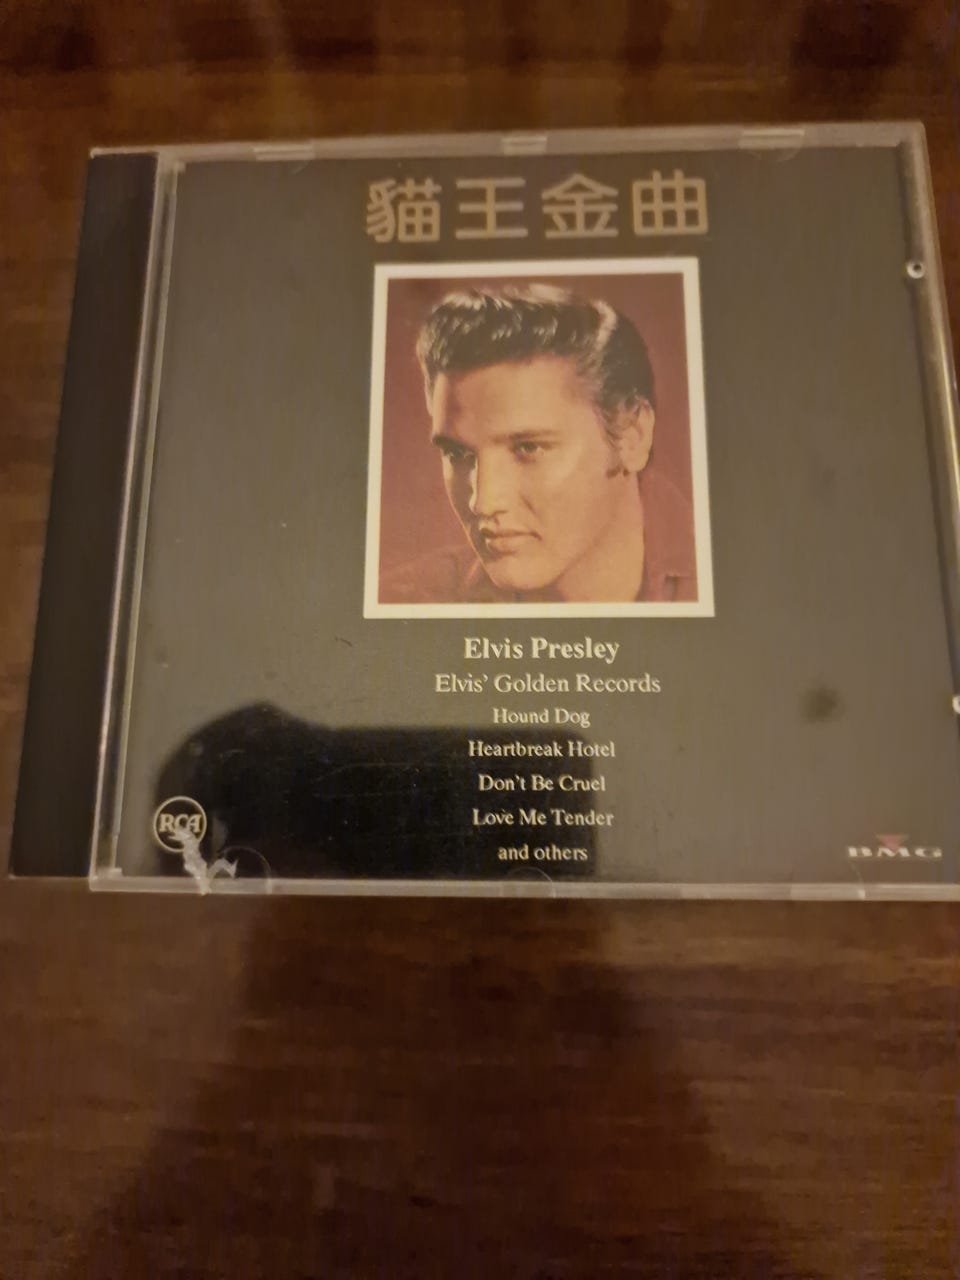 貓王金曲
Elvis Presley
Elvis' Golden Records
Hound Dog
Heartbreak Hotel
Don't Be Cruel
Love Me Tender
and others
RCA
BMG